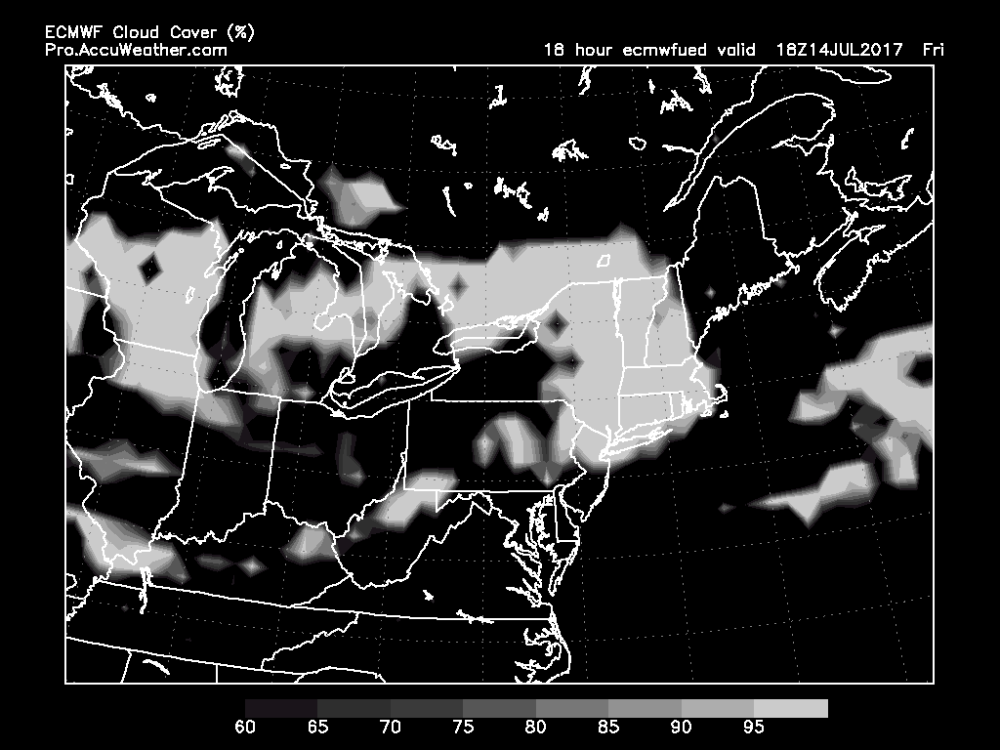 ECMWF Cloud Cover (%)
Pro.AccuWeather.com
18 hour ecmwfued valid 18Z14JUL2017 Fri
60 65 70 75 80 85 90 95